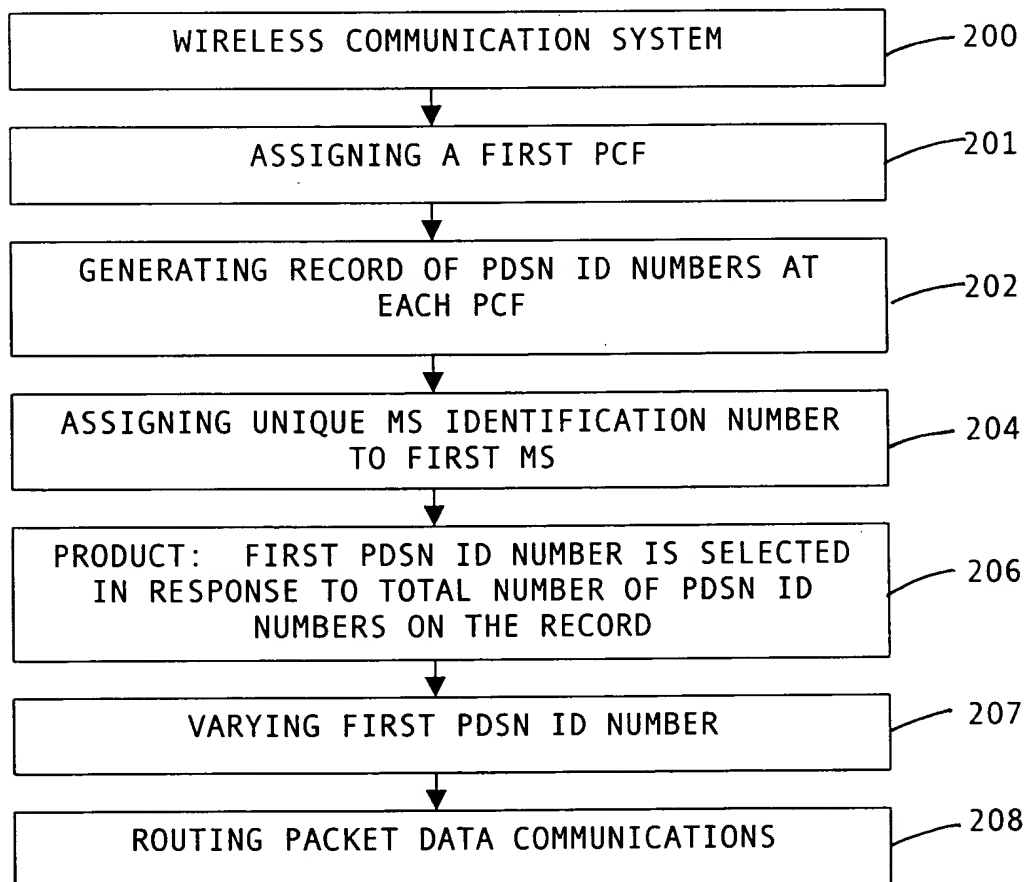 WIRELESS COMMUNICATION SYSTEM
200
ASSIGNING A FIRST PCF
201
GENERATING RECORD OF PDSN ID NUMBERS AT
EACH PCF
202
ASSIGNING UNIQUE MS IDENTIFICATION NUMBER
TO FIRST MS
204
PRODUCT: FIRST PDSN ID NUMBER IS SELECTED
IN RESPONSE TO TOTAL NUMBER OF PDSN ID
NUMBERS ON THE RECORD
206
VARYING FIRST PDSN ID NUMBER
207
ROUTING PACKET DATA COMMUNICATIONS
208